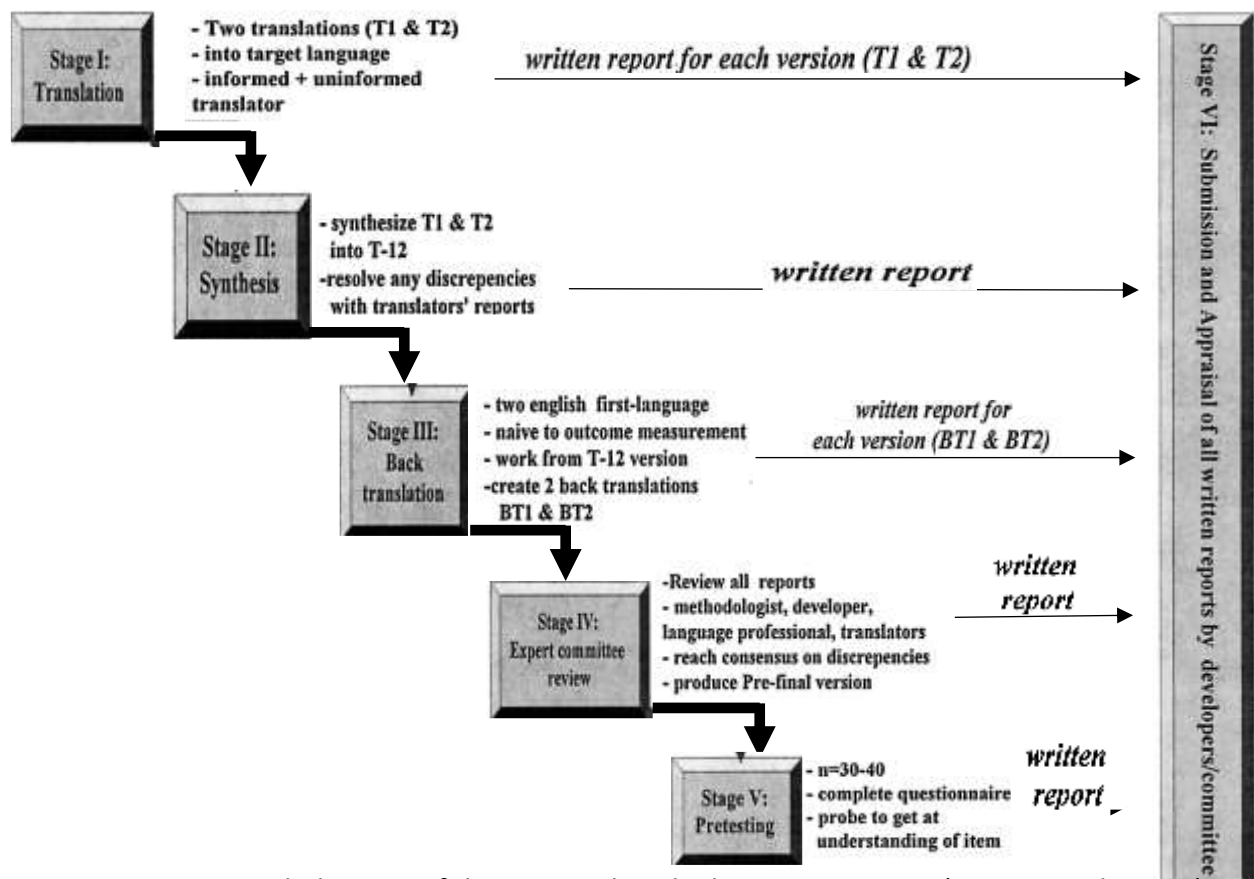 Stage I:
Translation
- Two translations (T1 & T2)
- into target language
- informed + uninformed
translator
written report for each version (T1 & T2)
Stage II:
Synthesis
- synthesize T1 & T2
into T-12
-resolve any discrepencies
with translators' reports
written report
Stage III:
Back
translation
- two english first-language
- naive to outcome measurement
- work from T-12 version
-create 2 back translations
BT1 & BT2
written report for
each version (BT1 & BT2)
Stage IV:
Expert committee
review
-Review all reports
- methodologist, developer,
language professional, translators
- reach consensus on discrepencies
- produce Pre-final version
written
report
Stage V:
Pretesting
- n=30-40
- complete questionnaire
- probe to get at
understanding of item
written
report
Stage VI: Submission and Appraisal of all written reports by developers/committee